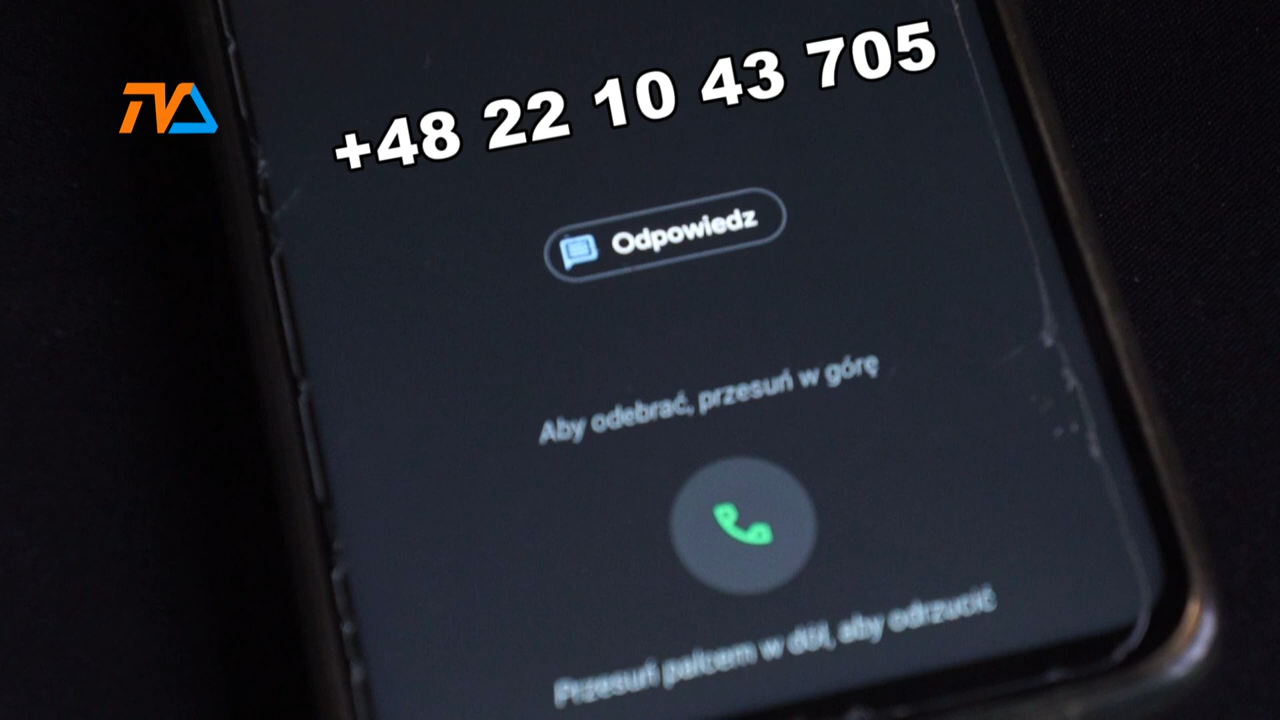 TVA
+48 22 10 43 705
Odpowiedz
Aby odebrać, przesuń w górę
Przesuń palcem w dół, aby odrzucić